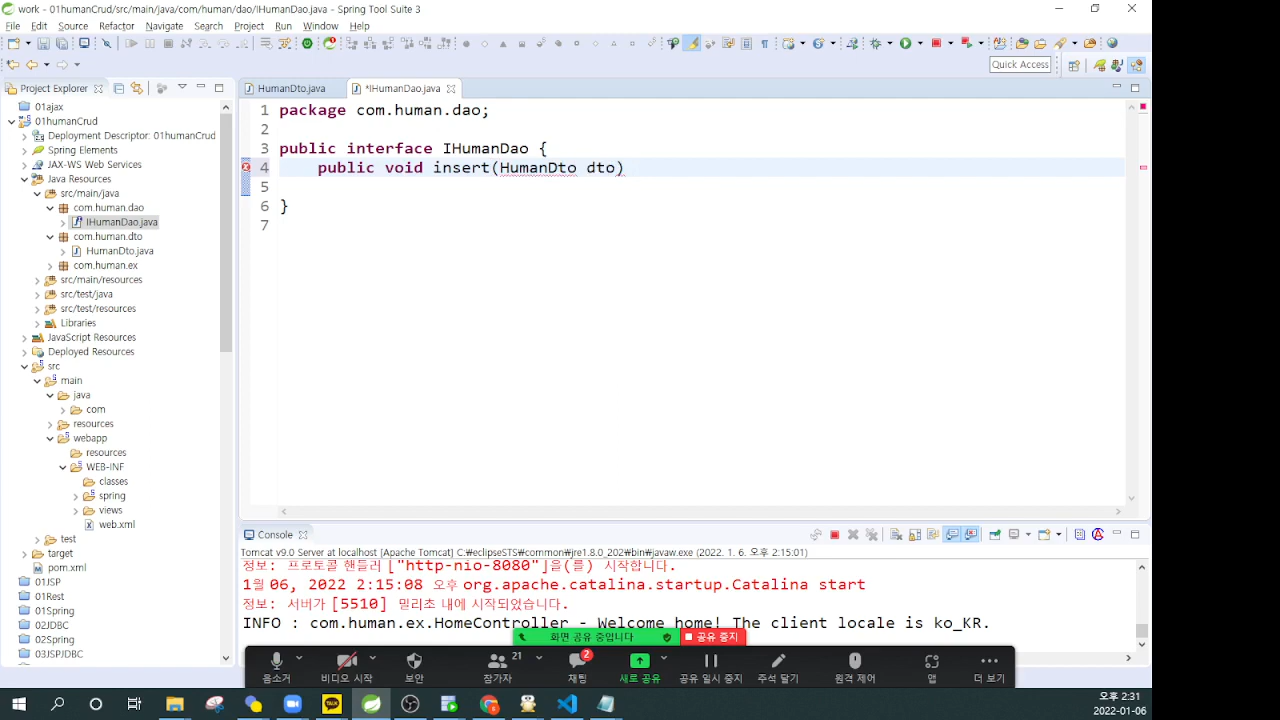 work - 01humanCrud/src/main/java/com/human/dao/IHumanDao.java - Spring Tool Suite 3
File Edit Source Refactor Navigate Search Project Run Window Help
Quick Access
Project Explorer
HumanDto.java
*IHumanDao.java
01ajax
01humanCrud
Deployment Descriptor: 01humanCrud
Spring Elements
JAX-WS Web Services
Java Resources
src/main/java
com.human.dao
IHumanDao.java
com.human.dto
HumanDto.java
com.human.ex
src/main/resources
src/test/java
src/test/resources
Libraries
JavaScript Resources
Deployed Resources
src
main
java
com
resources
webapp
resources
WEB-INF
classes
spring
views
web.xml
test
target
pom.xml
01JSP
01Rest
01Spring
02JDBC
02Spring
03JSPJDBC
1 package com.human.dao;
2
3 public interface IHumanDao {
4 public void insert(HumanDto dto)
5
6 }
7
Console
Tomcat v9.0 Server at localhost [Apache Tomcat] C:₩eclipseSTS₩common₩jre1.8.0_202₩bin₩javaw.exe (2022. 1. 6. 오후 2:15:01)
정보: 프로토콜 핸들러 ["http-nio-8080"]을(를) 시작합니다.
1월 06, 2022 2:15:08 오후 org.apache.catalina.startup.Catalina start
정보: 서버가 [5510] 밀리초 내에 시작되었습니다.
INFO : com.human.ex.HomeController - Welcome home! The client locale is ko_KR.
화면 공유 중입니다
공유 중지
음소거
비디오 시작
보안
참가자 21
채팅 2
새로 공유
공유 일시 중지
주석 달기
원격 제어
앱
더 보기
TALK
오후 2:31
2022-01-06